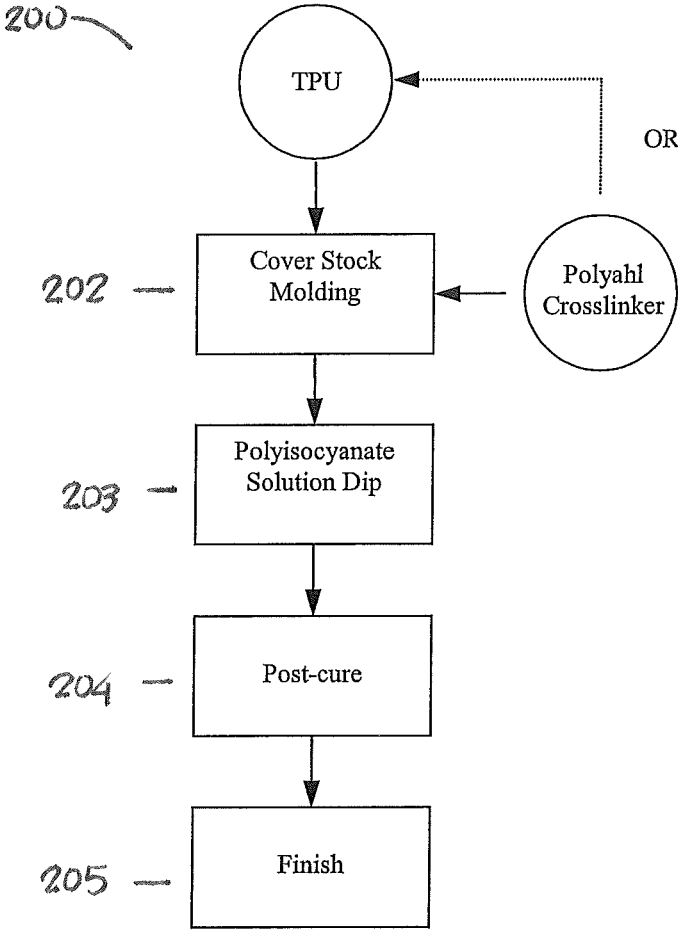 200
TPU
OR
202
Cover Stock
Molding
Polyahl
Crosslinker
203
Polyisocyanate
Solution Dip
204
Post-cure
205
Finish